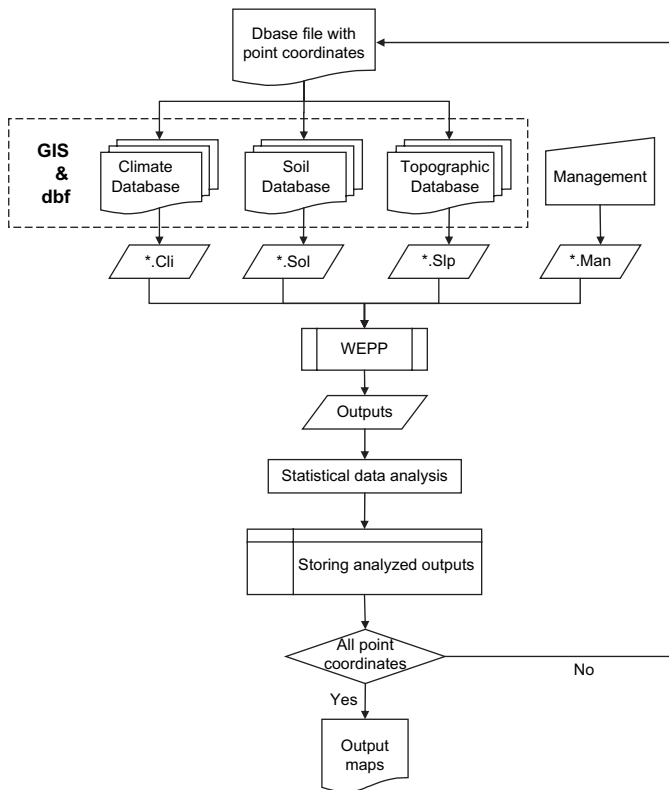 Dbase file with
point coordinates
GIS
&
dbf
Climate
Database
Soil
Database
Topographic
Database
Management
*.Cli
*.Sol
*.Slp
*.Man
WEPP
Outputs
Statistical data analysis
Storing analyzed outputs
All point
coordinates
No
Yes
Output
maps